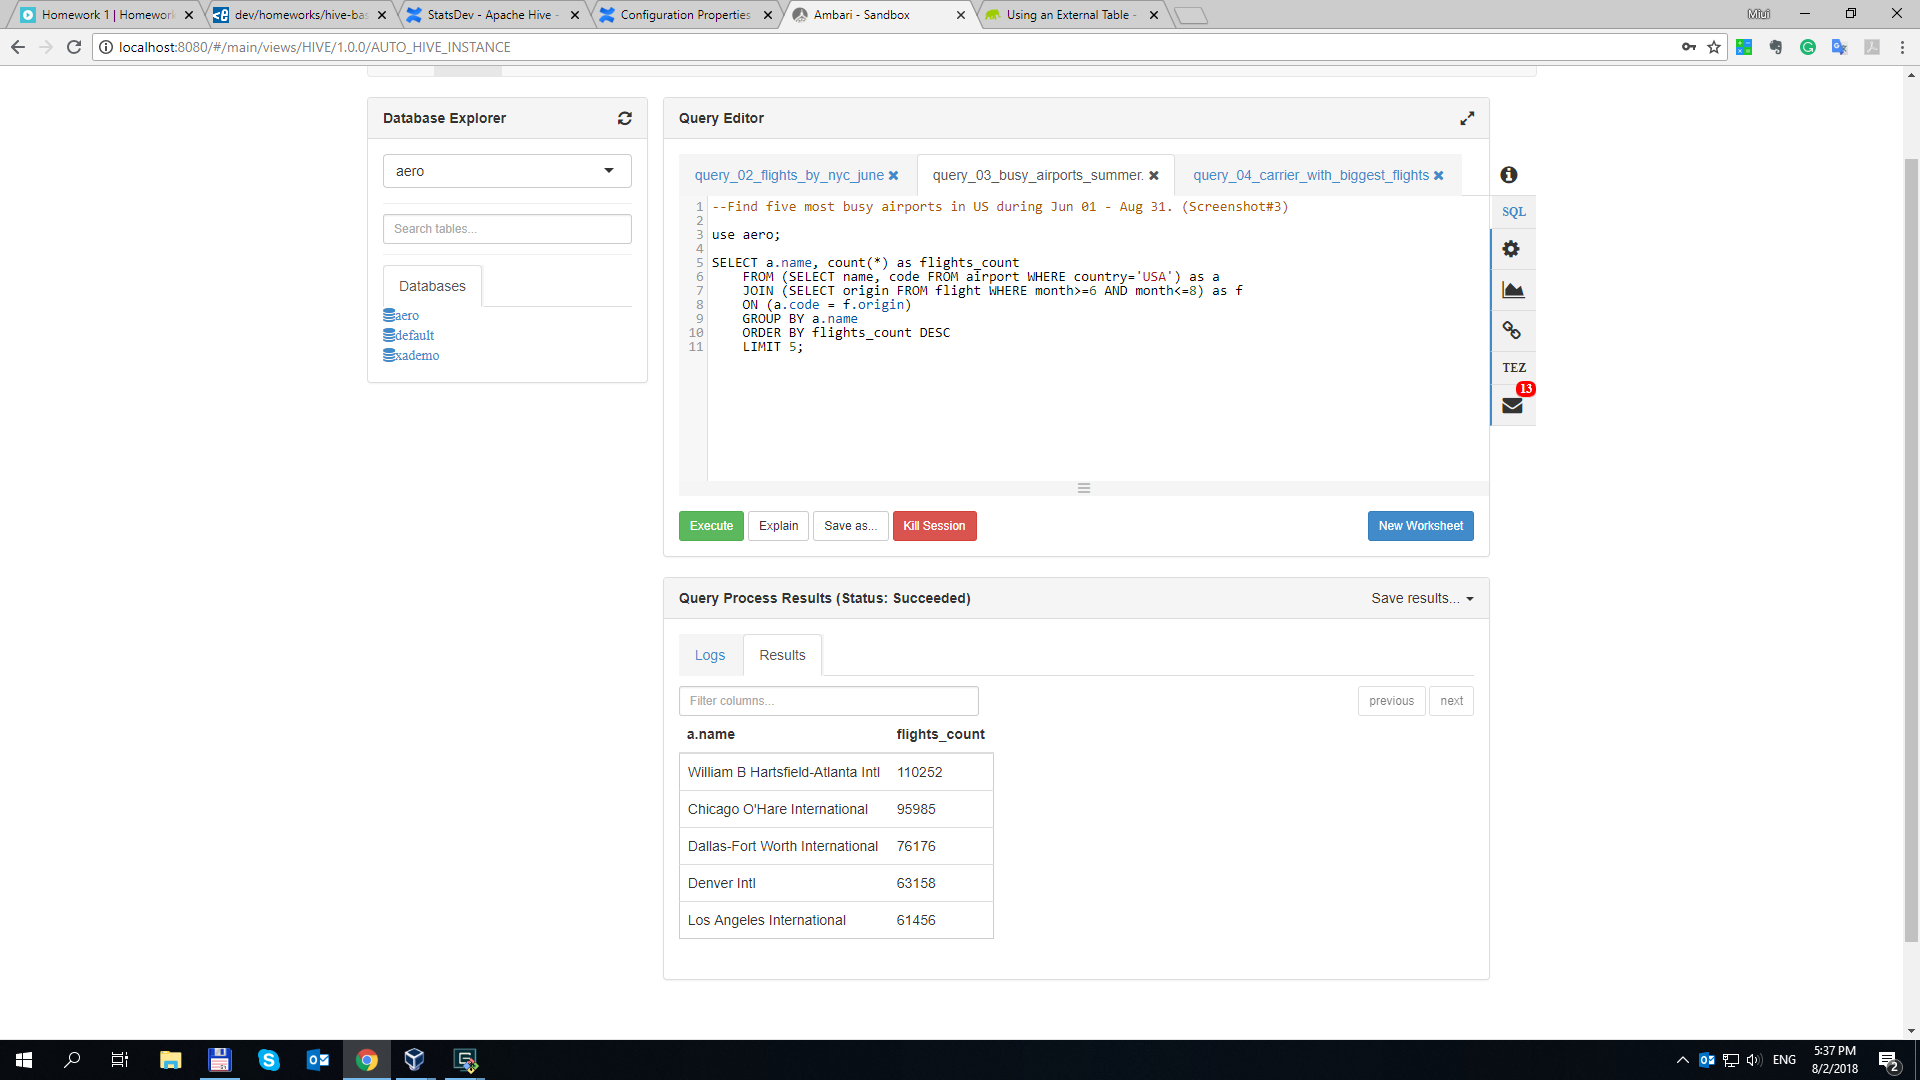 Homework 1 | Homework
dev/homeworks/hive-bas
StatsDev - Apache Hive -
Configuration Properties
Ambari - Sandbox
Using an External Table -
Miui
localhost:8080/#/main/views/HIVE/1.0.0/AUTO_HIVE_INSTANCE
Database Explorer
aero
Search tables...
Databases
aero
default
xademo
Query Editor
query_02_flights_by_nyc_june
query_03_busy_airports_summer.
query_04_carrier_with_biggest_flights
1 --Find five most busy airports in US during Jun 01 - Aug 31. (Screenshot#3)
2
3 use aero;
4
5 SELECT a.name, count(*) as flights_count
6 FROM (SELECT name, code FROM airport WHERE country='USA') as a
7 JOIN (SELECT origin FROM flight WHERE month>=6 AND month<=8) as f
8 ON (a.code = f.origin)
9 GROUP BY a.name
10 ORDER BY flights_count DESC
11 LIMIT 5;
SQL
TEZ
13
Execute
Explain
Save as...
Kill Session
New Worksheet
Query Process Results (Status: Succeeded)
Save results...
Logs
Results
Filter columns...
previous
next
a.name flights_count
William B Hartsfield-Atlanta Intl 110252
Chicago O'Hare International 95985
Dallas-Fort Worth International 76176
Denver Intl 63158
Los Angeles International 61456
ENG
5:37 PM
8/2/2018
2